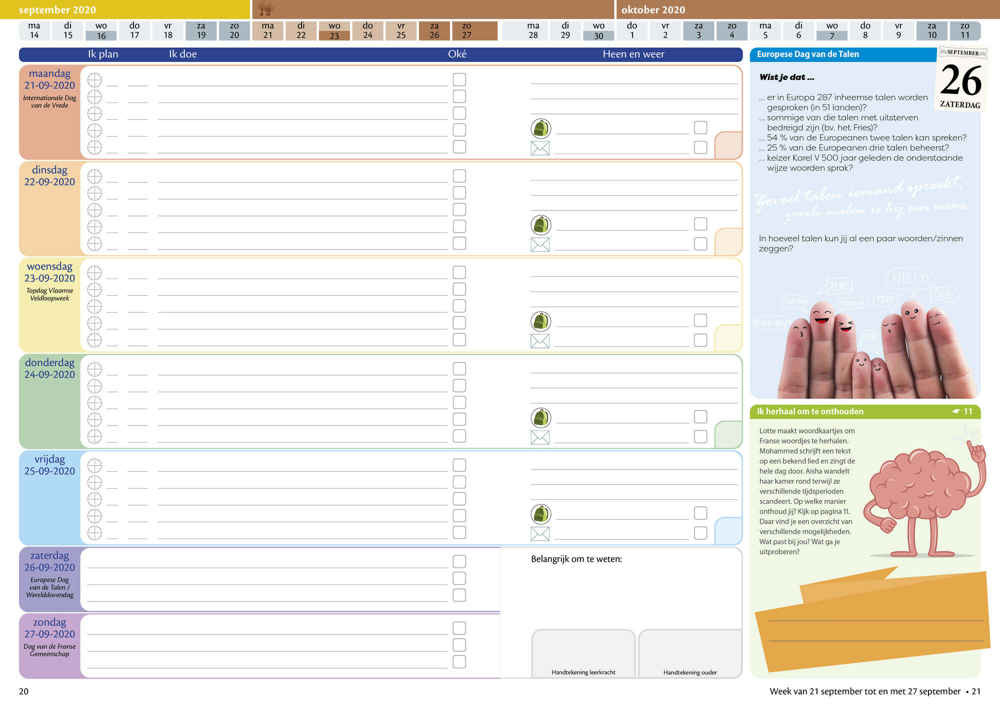 september 2020
oktober 2020
ma di wo do vr za zo ma di wo do vr za zo ma di wo do vr za zo ma di wo do vr za zo
14 15 16 17 18 19 20 21 22 23 24 25 26 27 28 29 30 1 2 3 4 5 6 7 8 9 10 11
Ik plan Ik doe Oké Heen en weer
maandag
21-09-2020
Internationale Dag
van de Vrede
dinsdag
22-09-2020
woensdag
23-09-2020
Topdag Vlaamse
Veldloopweek
donderdag
24-09-2020
vrijdag
25-09-2020
zaterdag
26-09-2020
Europese Dag
van de Talen /
Werelddovendag
zondag
27-09-2020
Dag van de Franse
Gemeenschap
Belangrijk om te weten:
Handtekening leerkracht
Handtekening ouder
Europese Dag van de Talen
SEPTEMBER
26
ZATERDAG
Wist je dat ...
... er in Europa 287 inheemse talen worden
gesproken (in 51 landen)?
... sommige van die talen met uitsterven
bedreigd zijn (bv. het Fries)?
... 54 % van de Europeanen twee talen kan spreken?
... 25 % van de Europeanen drie talen beheerst?
... keizer Karel V 500 jaar geleden de onderstaande
wijze woorden sprak?
Zoveel talen iemand spreekt,
zovele malen is hij een mens.
In hoeveel talen kun jij al een paar woorden/zinnen
zeggen?
HELLO
TERE
OLÁ
BONJOUR
你好
안녕하세요
CIAO
Ik herhaal om te onthouden
11
Lotte maakt woordkaartjes om
Franse woordjes te herhalen.
Mohammed schrijft een tekst
op een bekend lied en zingt de
hele dag door. Aisha wandelt
haar kamer rond terwijl ze
verschillende tijdsperioden
scandeert. Op welke manier
onthoud jij? Kijk op pagina 11.
Daar vind je een overzicht van
verschillende mogelijkheden.
Wat past bij jou? Wat ga je
uitproberen?
20
Week van 21 september tot en met 27 september • 21